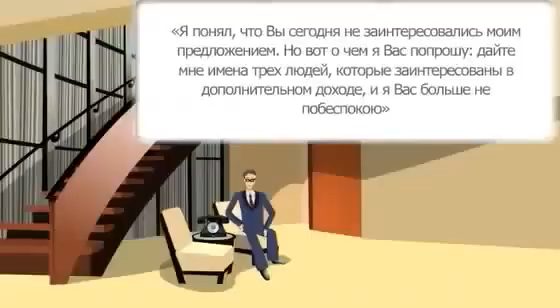 «Я понял, что Вы сегодня не заинтересовались моим
предложением. Но вот о чем я Вас попрошу: дайте
мне имена трех людей, которые заинтересованы в
дополнительном доходе, и я Вас больше не
побеспокою»